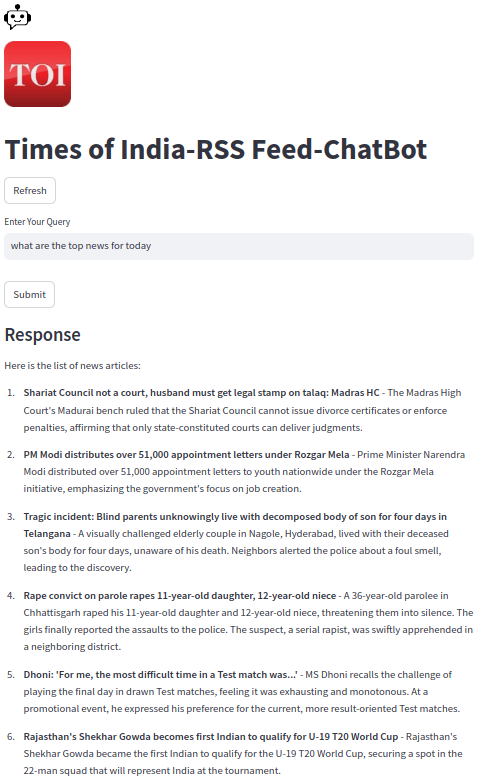 TOI
Times of India-RSS Feed-ChatBot
Refresh
Enter Your Query
what are the top news for today
Submit
Response
Here is the list of news articles:
1. Shariat Council not a court, husband must get legal stamp on talaq: Madras HC - The Madras High
Court's Madurai bench ruled that the Shariat Council cannot issue divorce certificates or enforce
penalties, affirming that only state-constituted courts can deliver judgments.
2. PM Modi distributes over 51,000 appointment letters under Rozgar Mela - Prime Minister Narendra
Modi distributed over 51,000 appointment letters to youth nationwide under the Rozgar Mela
initiative, emphasizing the government's focus on job creation.
3. Tragic incident: Blind parents unknowingly live with decomposed body of son for four days in
Telangana - A visually challenged elderly couple in Nagole, Hyderabad, lived with their deceased
son's body for four days, unaware of his death. Neighbors alerted the police about a foul smell,
leading to the discovery.
4. Rape convict on parole rapes 11-year-old daughter, 12-year-old niece - A 36-year-old parolee in
Chhattisgarh raped his 11-year-old daughter and 12-year-old niece, threatening them into silence. The
girls finally reported the assaults to the police. The suspect, a serial rapist, was swiftly apprehended in
a neighboring district.
5. Dhoni: 'For me, the most difficult time in a Test match was...' - MS Dhoni recalls the challenge of
playing the final day in drawn Test matches, feeling it was exhausting and monotonous. At a
promotional event, he expressed his preference for the current, more result-oriented Test matches.
6. Rajasthan's Shekhar Gowda becomes first Indian to qualify for U-19 T20 World Cup - Rajasthan's
Shekhar Gowda became the first Indian to qualify for the U-19 T20 World Cup, securing a spot in the
22-man squad that will represent India at the tournament.